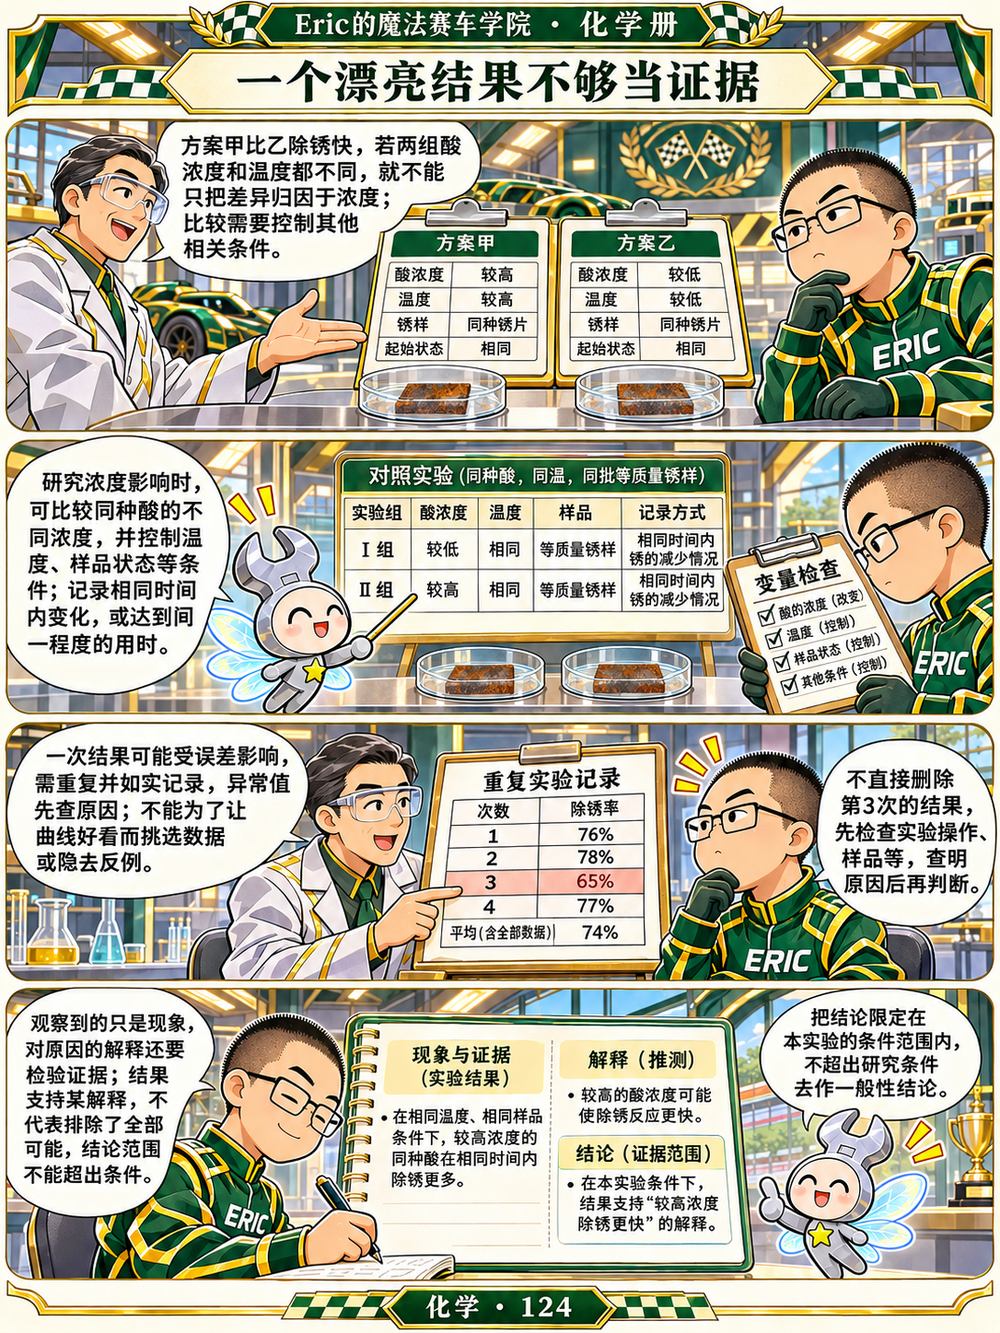 Eric的魔法赛车学院 · 化学册
一个漂亮结果不够当证据
方案甲比乙除锈快，若两组酸
浓度和温度都不同，就不能
只把差异归因于浓度；
比较需要控制其他
相关条件。
方案甲
酸浓度 较高
温度 较高
锈样 同种锈片
起始状态 相同
方案乙
酸浓度 较低
温度 较低
锈样 同种锈片
起始状态 相同
ERIC
研究浓度影响时，
可比较同种酸的不
同浓度，并控制温
度、样品状态等条
件；记录相同时间
内变化，或达到同
一程度的用时。
对照实验（同种酸，同温，同批等质量锈样）
实验组 酸浓度 温度 样品 记录方式
Ⅰ组 较低 相同 等质量锈样 相同时间内
锈的减少情况
Ⅱ组 较高 相同 等质量锈样 相同时间内
锈的减少情况
变量检查
酸的浓度（改变）
温度（控制）
样品状态（控制）
其他条件（控制）
ERIC
一次结果可能受误差影响，
需重复并如实记录，异常值
先查原因；不能为了让
曲线好看而挑选数据
或隐去反例。
重复实验记录
次数 除锈率
1 76%
2 78%
3 65%
4 77%
平均（含全部数据） 74%
不直接删除
第3次的结果，
先检查实验操作、
样品等，查明
原因后再判断。
ERIC
观察到的只是现象，
对原因的解释还要
检验证据；结果
支持某解释，不
代表排除了全部
可能，结论范围
不能超出条件。
ERIC
现象与证据
（实验结果）
• 在相同温度、相同样品
条件下，较高浓度的
同种酸在相同时间内
除锈更多。
解释（推测）
• 较高的酸浓度可能
使除锈反应更快。
结论（证据范围）
• 在本实验条件下，
结果支持“较高浓度
除锈更快”的解释。
把结论限定在
本实验的条件范围内，
不超出研究条件
去作一般性结论。
化学 · 124